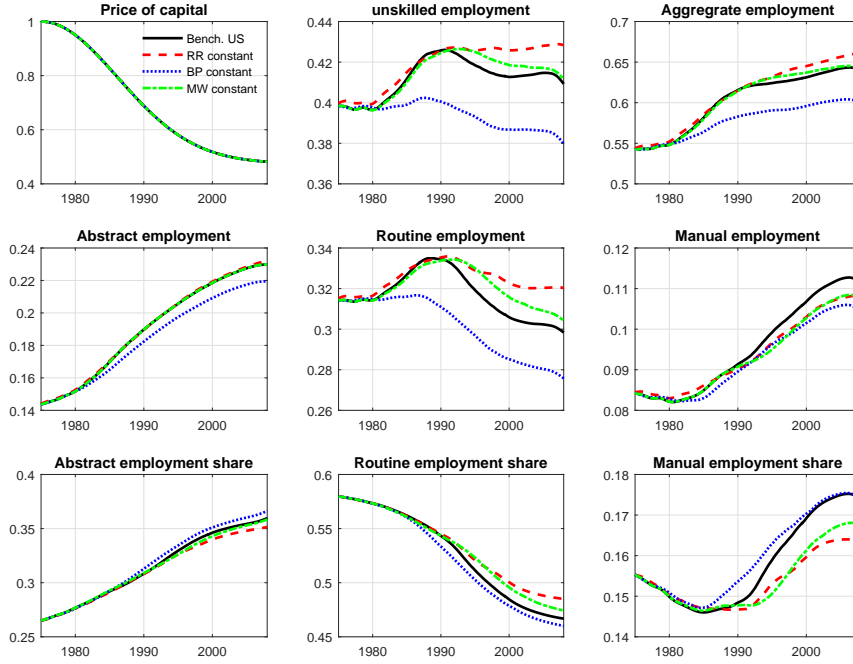 Price of capital
unskilled employment
Aggregrate employment
1
0.8
0.6
0.4
1980 1990 2000
Bench. US
RR constant
BP constant
MW constant
0.44
0.42
0.4
0.38
0.36
1980 1990 2000
0.7
0.65
0.6
0.55
0.5
1980 1990 2000
Abstract employment
Routine employment
Manual employment
0.24
0.22
0.2
0.18
0.16
0.14
1980 1990 2000
0.34
0.32
0.3
0.28
0.26
1980 1990 2000
0.12
0.11
0.1
0.09
0.08
1980 1990 2000
Abstract employment share
Routine employment share
Manual employment share
0.4
0.35
0.3
0.25
1980 1990 2000
0.6
0.55
0.5
0.45
1980 1990 2000
0.18
0.17
0.16
0.15
0.14
1980 1990 2000